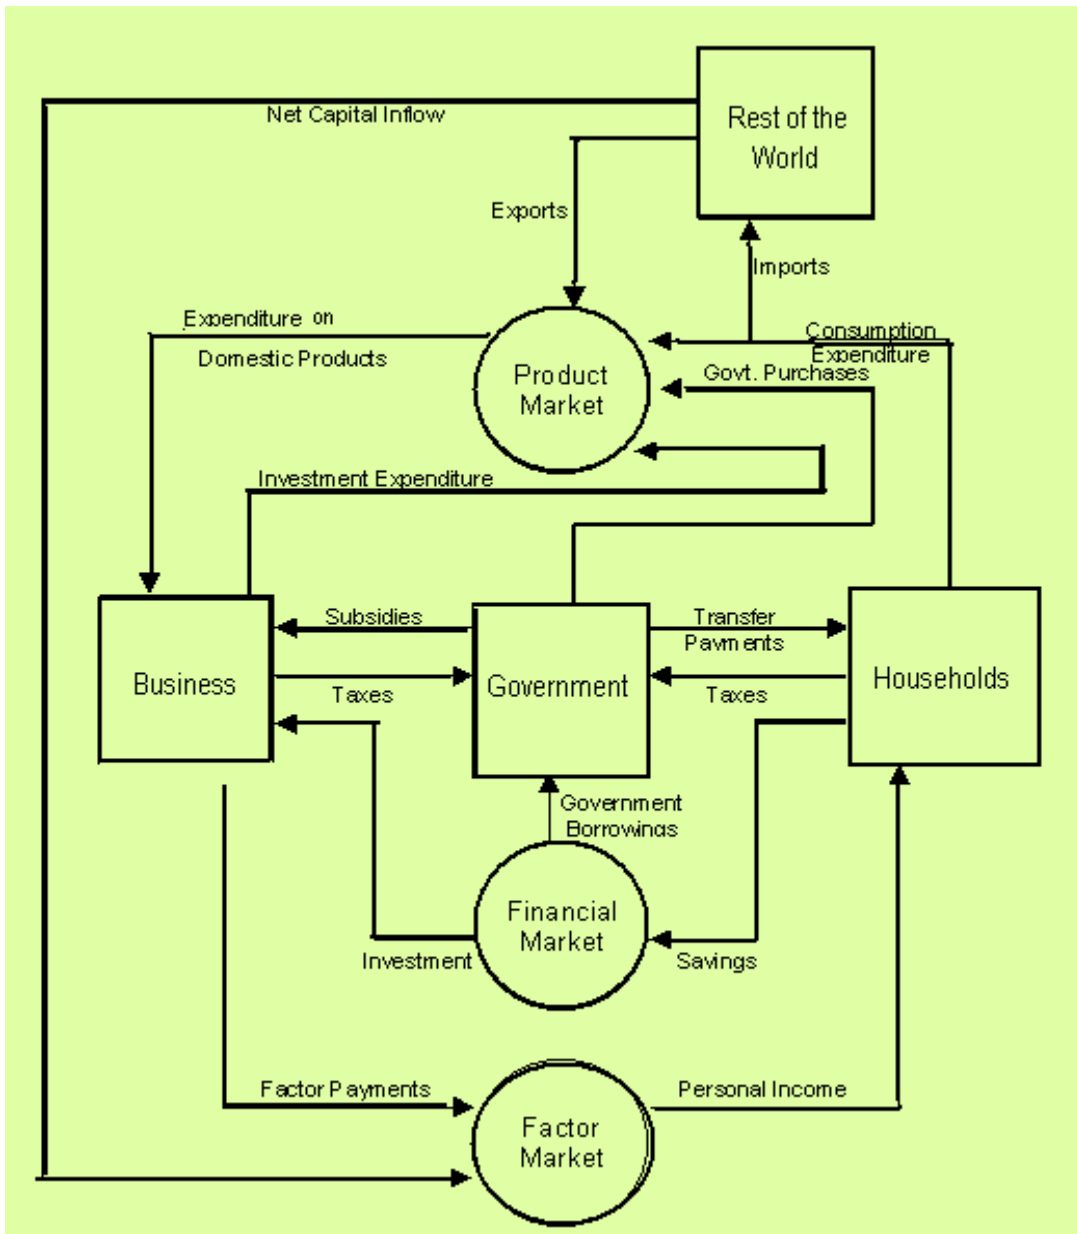 Rest of the
World
Net Capital Inflow
Exports
Imports
Expenditure on
Domestic Products
Consumption
Expenditure
Product
Market
Govt. Purchases
Investment Expenditure
Subsidies
Transfer
Payments
Business
Government
Households
Taxes
Taxes
Government
Borrowings
Financial
Market
Investment
Savings
Factor Payments
Personal Income
Factor
Market